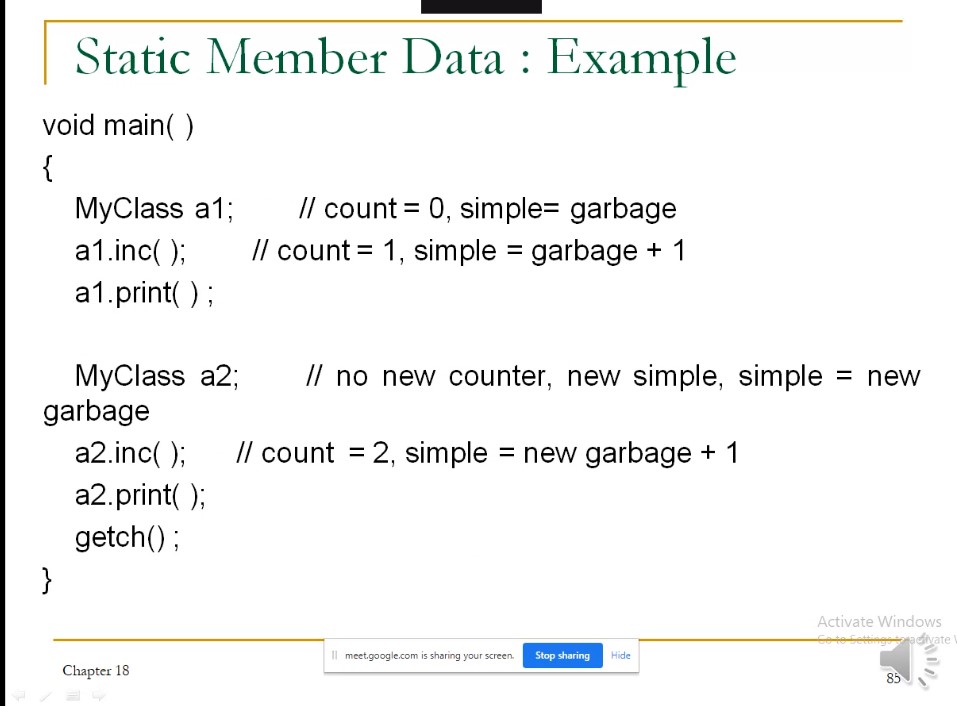 Static Member Data : Example
void main( )
{
MyClass a1; // count = 0, simple= garbage
a1.inc( ); // count = 1, simple = garbage + 1
a1.print( ) ;
MyClass a2; // no new counter, new simple, simple = new
garbage
a2.inc( ); // count = 2, simple = new garbage + 1
a2.print( );
getch() ;
}
Activate Windows
Go to Settings to activate
meet.google.com is sharing your screen. Stop sharing Hide
Chapter 18
85